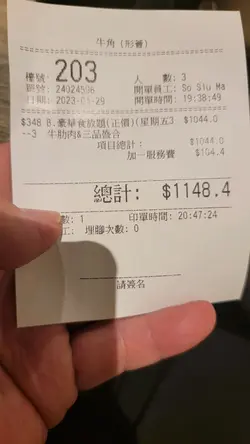 牛角 (形薈)
檯號: 203 人 數: 3
單號: 24024506 開單員工: So Siu Ma
日期: 2023-01-29 開單時間: 19:38:49
$348 B.豪華食放題(正價)(星期五> $1044.0
--3 牛肋肉&三品盛合
項目總計: $1044.0
加一服務費 $104.4
總計: $1148.4
數: 1 印單時間: 20:47:24
工: 理膠次數: 0
請簽名